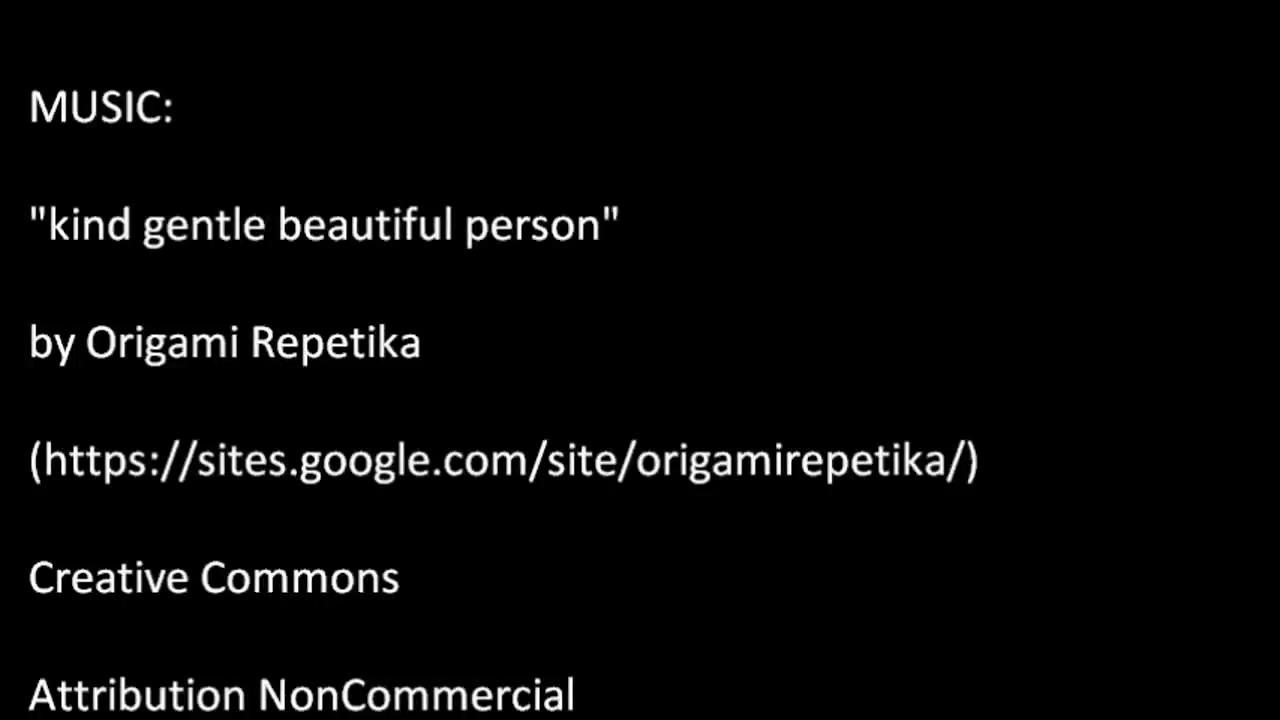 MUSIC:
"kind gentle beautiful person"
by Origami Repetika
(https://sites.google.com/site/origamirepetika/)
Creative Commons
Attribution NonCommercial